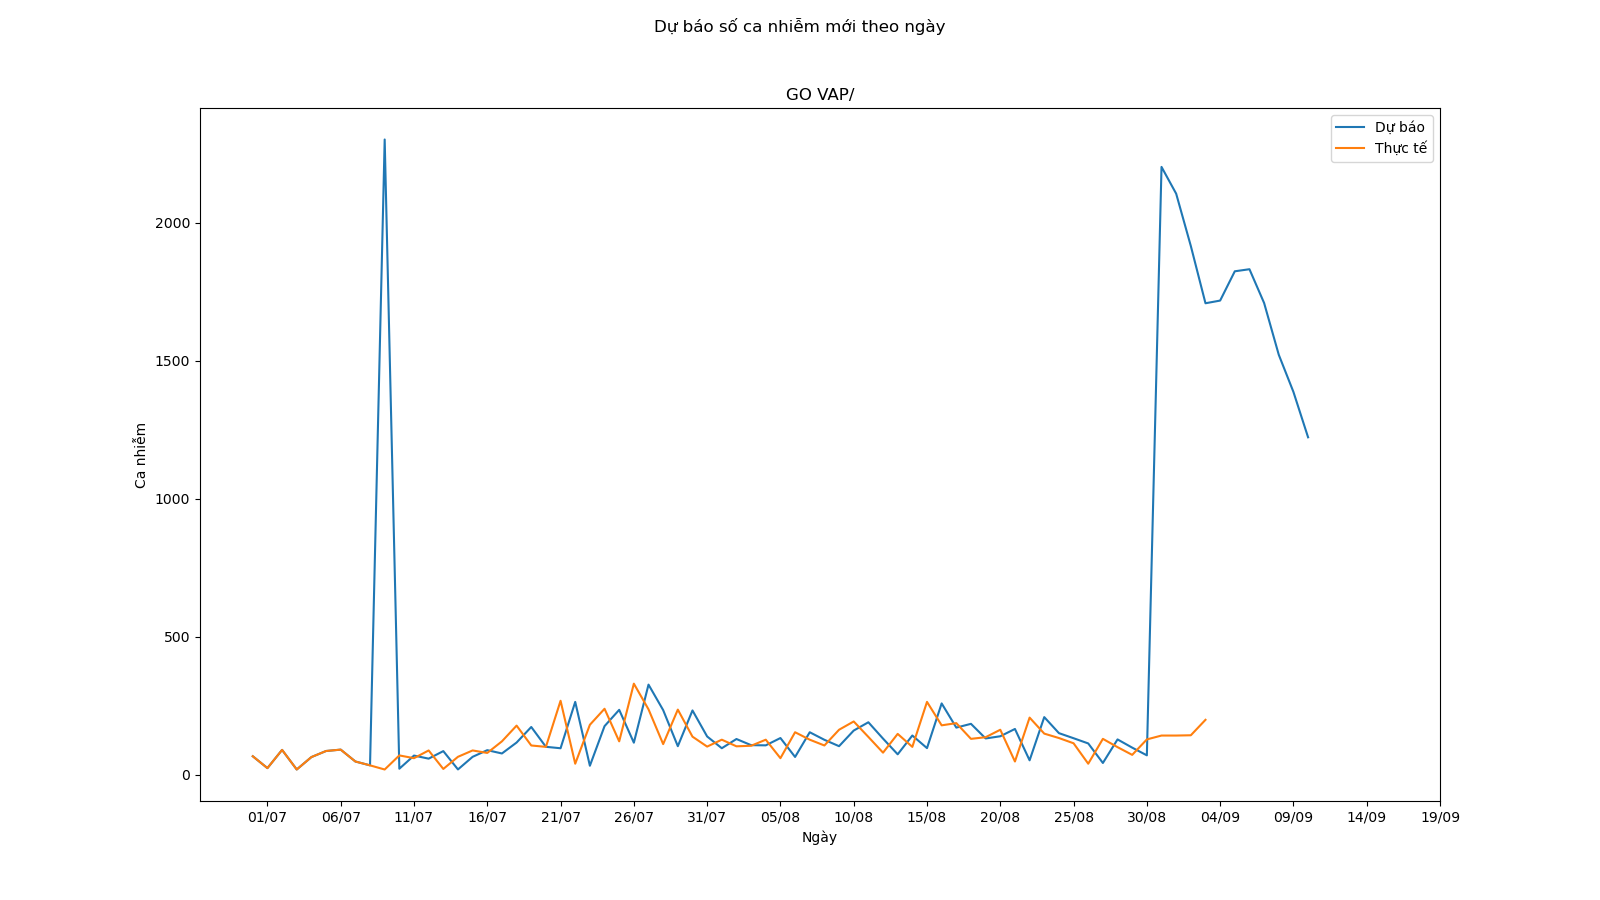 Dự báo số ca nhiễm mới theo ngày
GO VAP/
Dự báo
Thực tế
2000
1500
1000
500
0
Ca nhiễm
01/07 06/07 11/07 16/07 21/07 26/07 31/07 05/08 10/08 15/08 20/08 25/08 30/08 04/09 09/09 14/09 19/09
Ngày